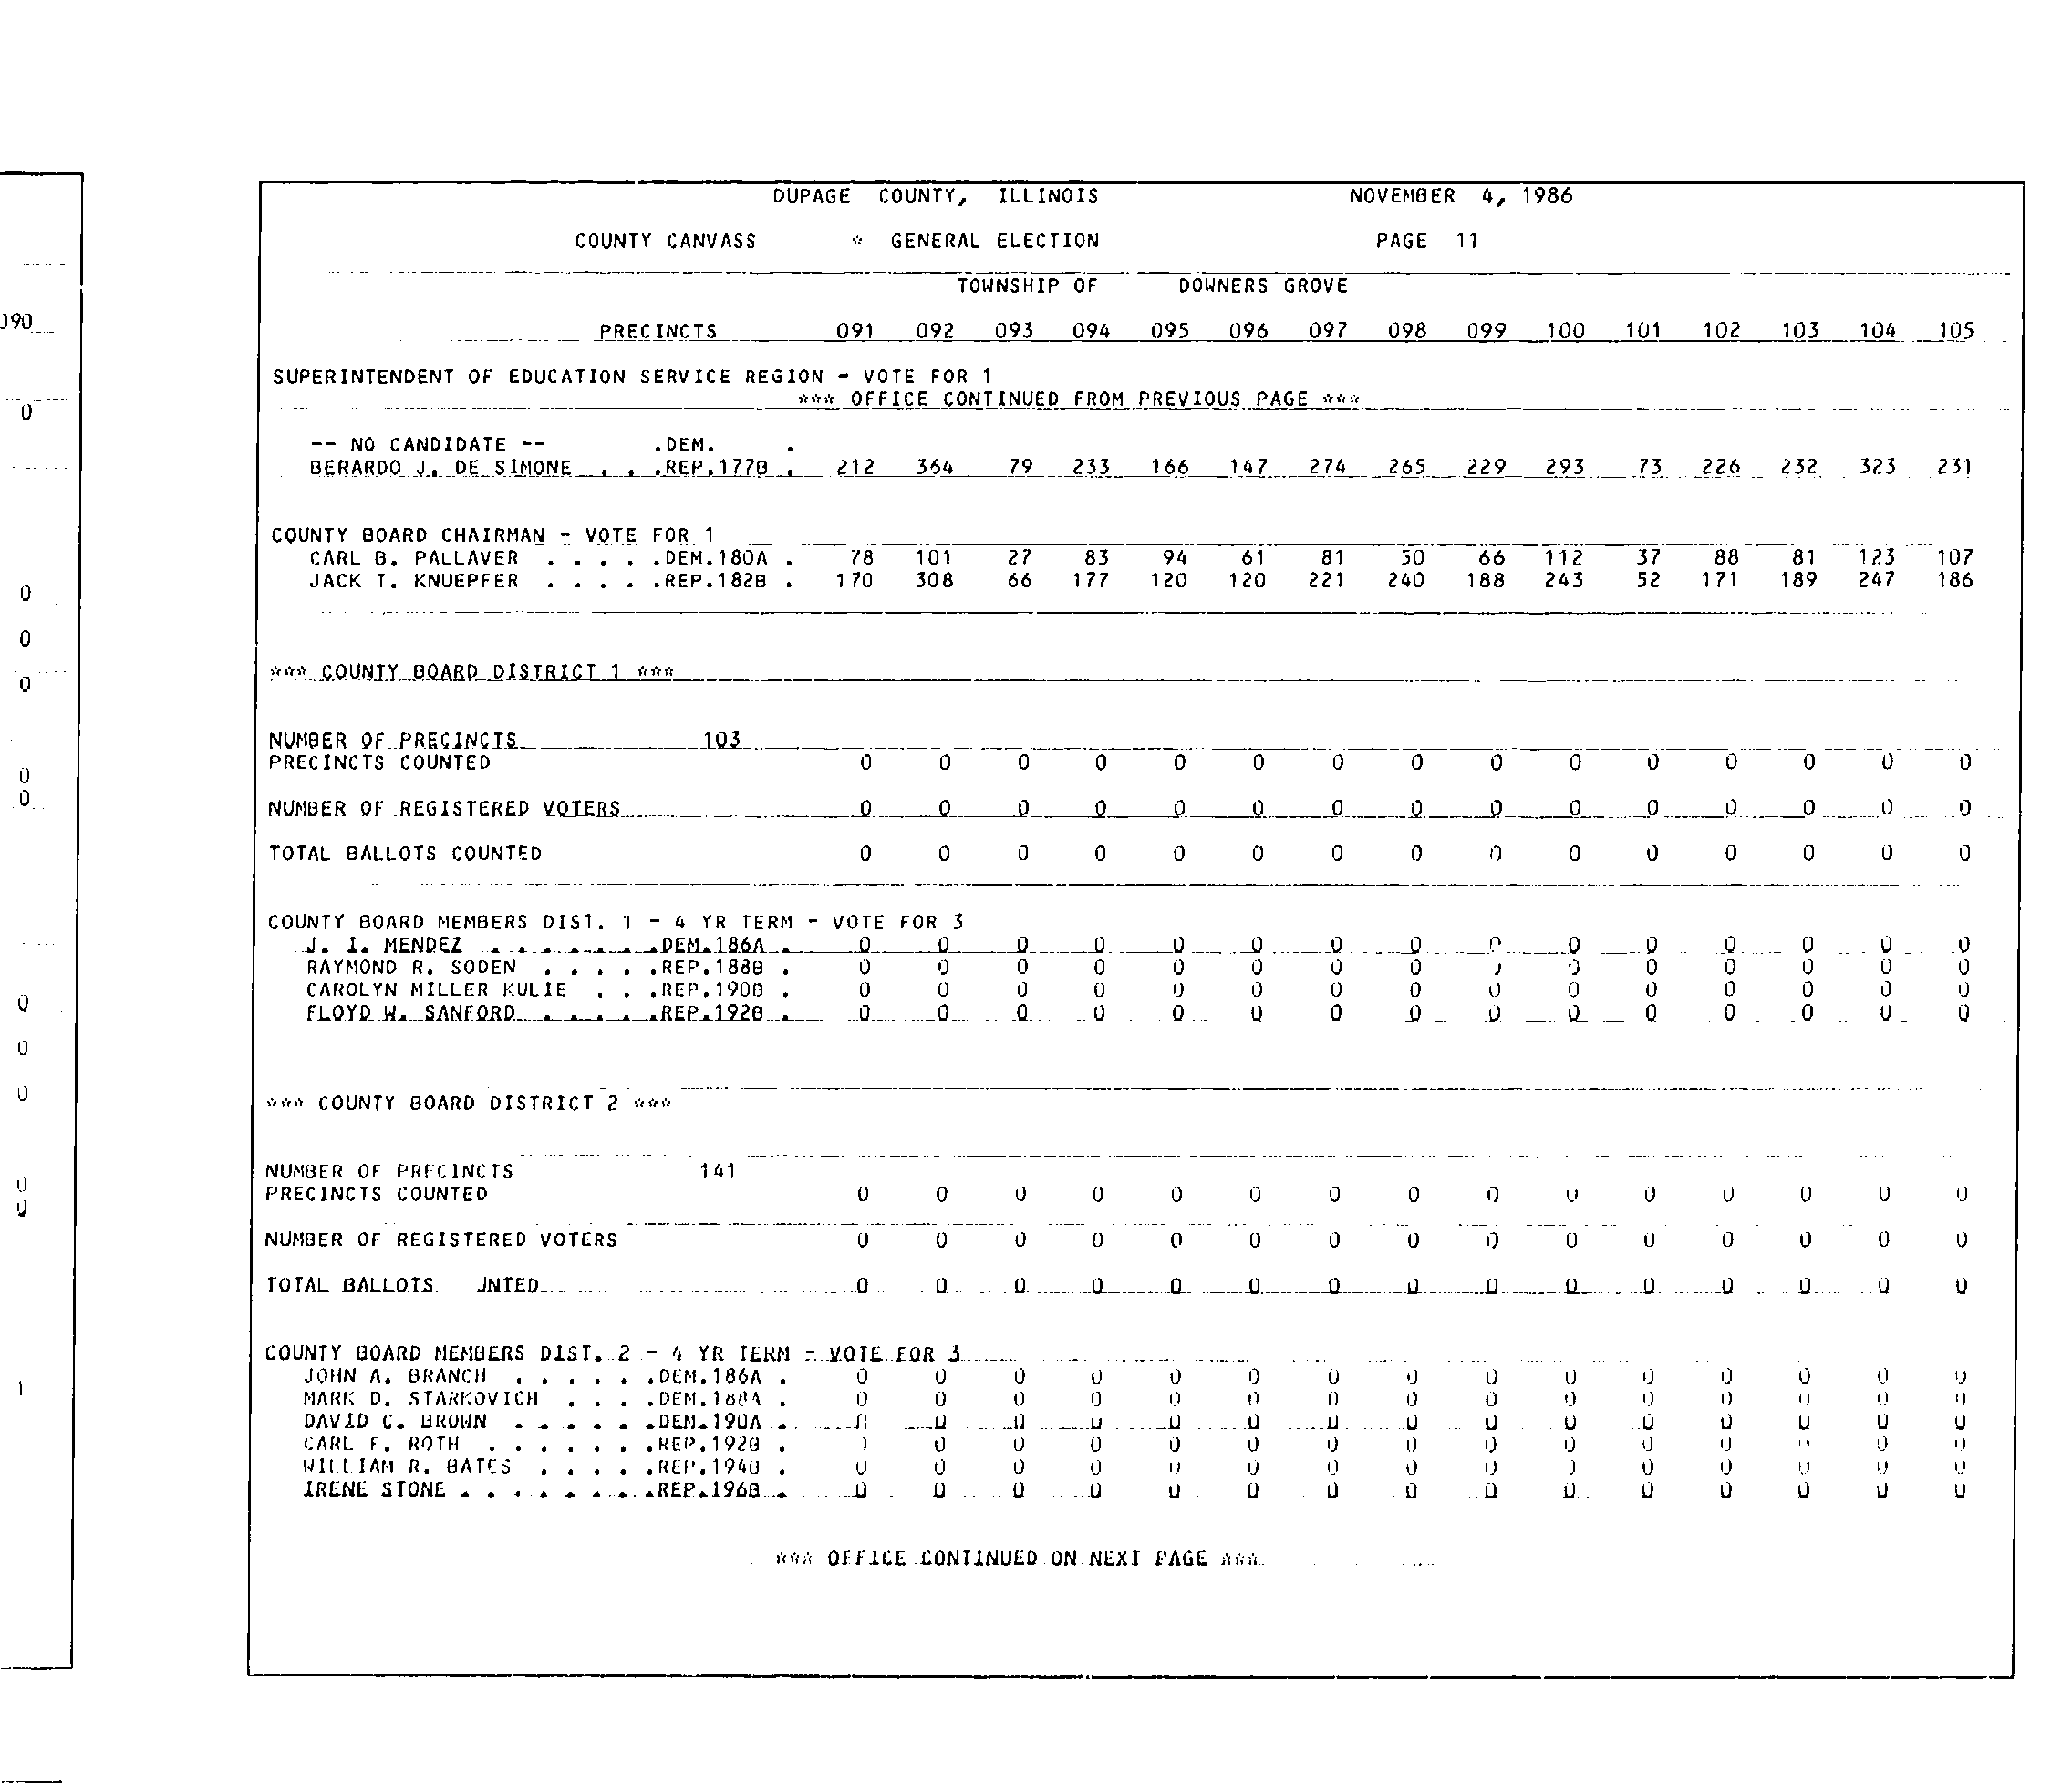 DUPAGE COUNTY, ILLINOIS NOVEMBER 4, 1986
COUNTY CANVASS * GENERAL ELECTION PAGE 11
TOWNSHIP OF DOWNERS GROVE
PRECINCTS 091 092 093 094 095 096 097 098 099 100 101 102 103 104 105
SUPERINTENDENT OF EDUCATION SERVICE REGION - VOTE FOR 1
*** OFFICE CONTINUED FROM PREVIOUS PAGE ***
-- NO CANDIDATE -- .DEM. .
BERARDO J. DE SIMONE . . .REP.177B . 212 364 79 233 166 147 274 265 229 293 73 226 232 323 231
COUNTY BOARD CHAIRMAN - VOTE FOR 1
CARL B. PALLAVER . . . . .DEM.180A . 78 101 27 83 94 61 81 50 66 112 37 88 81 123 107
JACK T. KNUEPFER . . . . .REP.182B . 170 308 66 177 120 120 221 240 188 243 52 171 189 247 186
*** COUNTY BOARD DISTRICT 1 ***
NUMBER OF PRECINCTS 103
PRECINCTS COUNTED 0 0 0 0 0 0 0 0 0 0 0 0 0 0 0
NUMBER OF REGISTERED VOTERS 0 0 0 0 0 0 0 0 0 0 0 0 0 0 0
TOTAL BALLOTS COUNTED 0 0 0 0 0 0 0 0 0 0 0 0 0 0 0
COUNTY BOARD MEMBERS DIST. 1 - 4 YR TERM - VOTE FOR 3
J. I. MENDEZ . . . . . . .DEM.186A . 0 0 0 0 0 0 0 0 0 0 0 0 0 0 0
RAYMOND R. SODEN . . . . .REP.188B . 0 0 0 0 0 0 0 0 0 0 0 0 0 0 0
CAROLYN MILLER KULIE . . .REP.190B . 0 0 0 0 0 0 0 0 0 0 0 0 0 0 0
FLOYD W. SANFORD . . . . .REP.192B . 0 0 0 0 0 0 0 0 0 0 0 0 0 0 0
*** COUNTY BOARD DISTRICT 2 ***
NUMBER OF PRECINCTS 141
PRECINCTS COUNTED 0 0 0 0 0 0 0 0 0 0 0 0 0 0 0
NUMBER OF REGISTERED VOTERS 0 0 0 0 0 0 0 0 0 0 0 0 0 0 0
TOTAL BALLOTS JNTED 0 0 0 0 0 0 0 0 0 0 0 0 0 0 0
COUNTY BOARD MEMBERS DIST. 2 - 4 YR TERM - VOTE FOR 3
JOHN A. BRANCH . . . . . .DEM.186A . 0 0 0 0 0 0 0 0 0 0 0 0 0 0 0
MARK D. STARKOVICH . . . .DEM.188A . 0 0 0 0 0 0 0 0 0 0 0 0 0 0 0
DAVID C. BROWN . . . . . .DEM.190A . 0 0 0 0 0 0 0 0 0 0 0 0 0 0 0
CARL F. ROTH . . . . . . .REP.192B . 0 0 0 0 0 0 0 0 0 0 0 0 0 0 0
WILLIAM R. BATES . . . . .REP.194B . 0 0 0 0 0 0 0 0 0 0 0 0 0 0 0
IRENE STONE . . . . . . . .REP.196B . 0 0 0 0 0 0 0 0 0 0 0 0 0 0 0
*** OFFICE CONTINUED ON NEXT PAGE ***